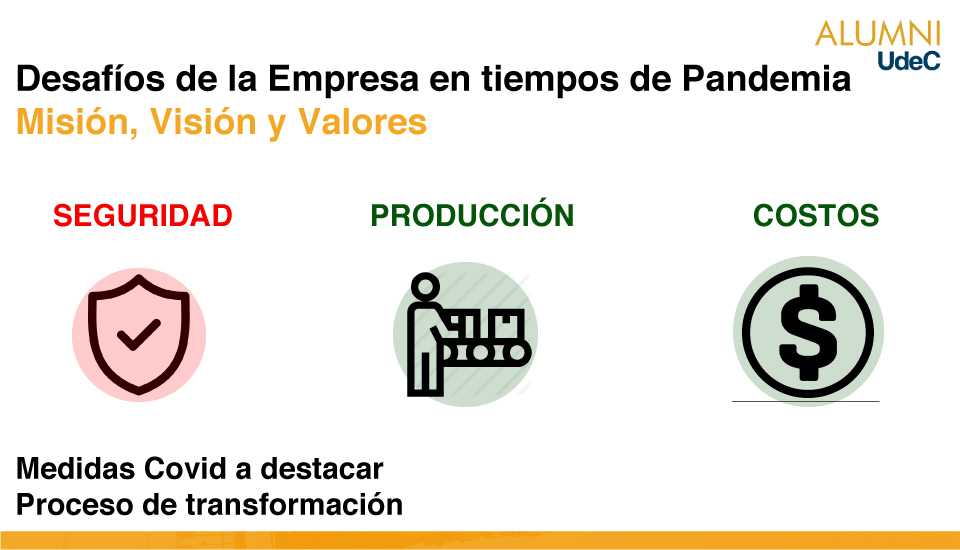 ALUMNI
UdeC
Desafíos de la Empresa en tiempos de Pandemia
Misión, Visión y Valores
SEGURIDAD
PRODUCCIÓN
COSTOS
$
Medidas Covid a destacar
Proceso de transformación